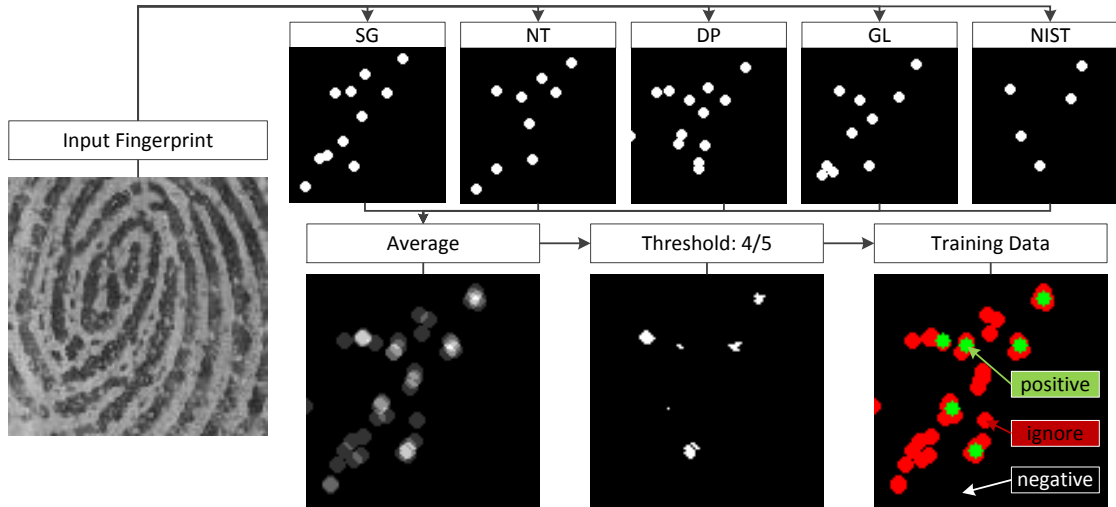 SG
NT
DP
GL
NIST
Input Fingerprint
Average
Threshold: 4/5
Training Data
positive
ignore
negative